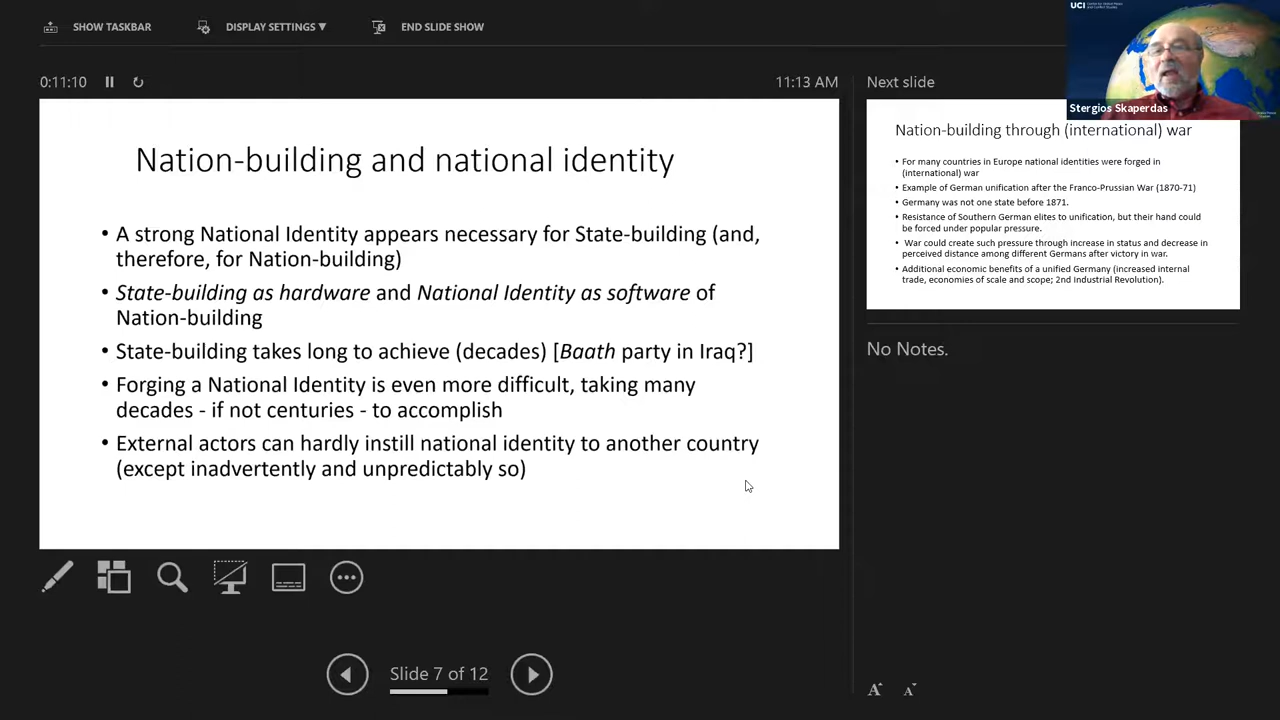 SHOW TASKBAR
DISPLAY SETTINGS ▼
END SLIDE SHOW
UCI
Stergios Skaperdas
0:11:10
11:13 AM
Next slide
Nation-building and national identity
• A strong National Identity appears necessary for State-building (and,
therefore, for Nation-building)
• State-building as hardware and National Identity as software of
Nation-building
• State-building takes long to achieve (decades) [Baath party in Iraq?]
• Forging a National Identity is even more difficult, taking many
decades - if not centuries - to accomplish
• External actors can hardly instill national identity to another country
(except inadvertently and unpredictably so)
Nation-building through (international) war
• For many countries in Europe national identities were forged in
(international) war
• Example of German unification after the Franco-Prussian War (1870-71)
• Germany was not one state before 1871.
• Resistance of Southern German elites to unification, but their hand could
be forced under popular pressure.
• War could create such pressure through increase in status and decrease in
perceived distance among different Germans after victory in war.
• Additional economic benefits of a unified Germany (increased internal
trade, economies of scale and scope; 2nd Industrial Revolution).
No Notes.
Slide 7 of 12
A A